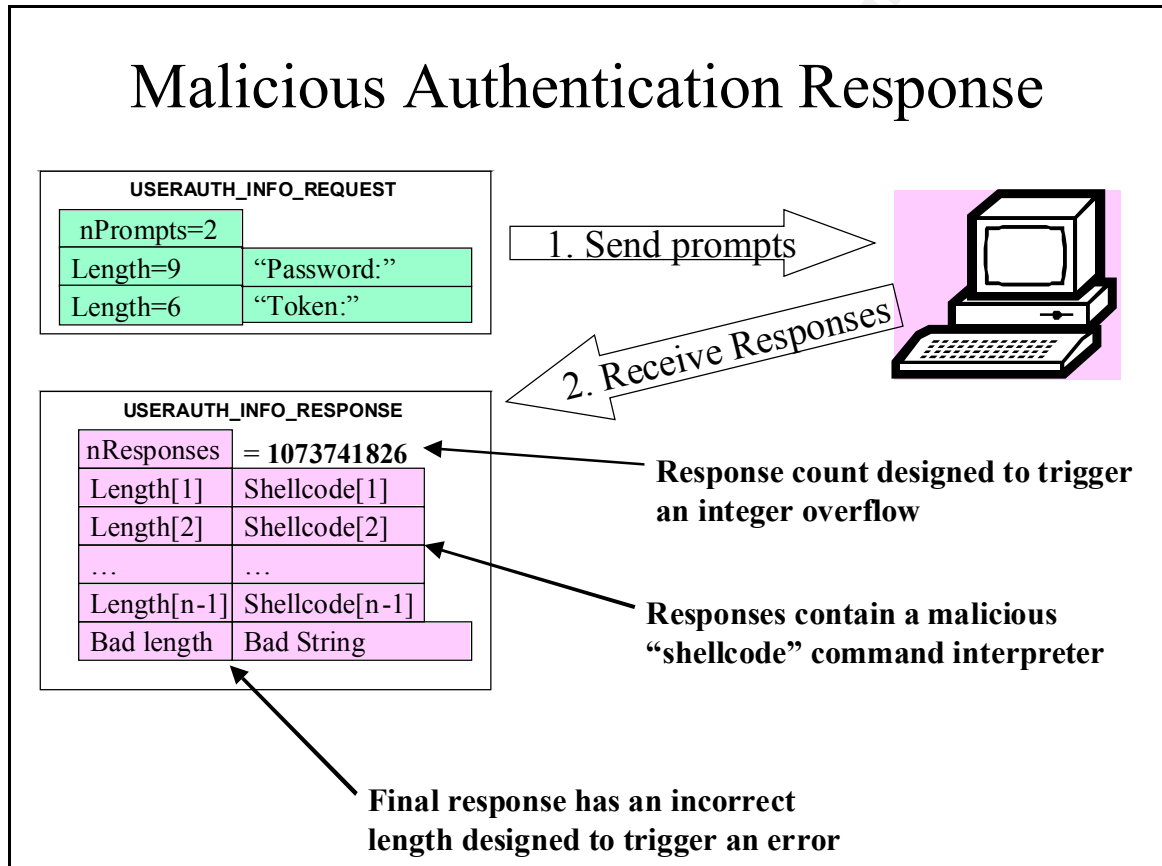 Malicious Authentication Response
USERAUTH_INFO_REQUEST
nPrompts=2
Length=9 “Password:”
Length=6 “Token:”
1. Send prompts
2. Receive Responses
USERAUTH_INFO_RESPONSE
nResponses = 1073741826
Length[1] Shellcode[1]
Length[2] Shellcode[2]
… …
Length[n-1] Shellcode[n-1]
Bad length Bad String
Response count designed to trigger
an integer overflow
Responses contain a malicious
“shellcode” command interpreter
Final response has an incorrect
length designed to trigger an error